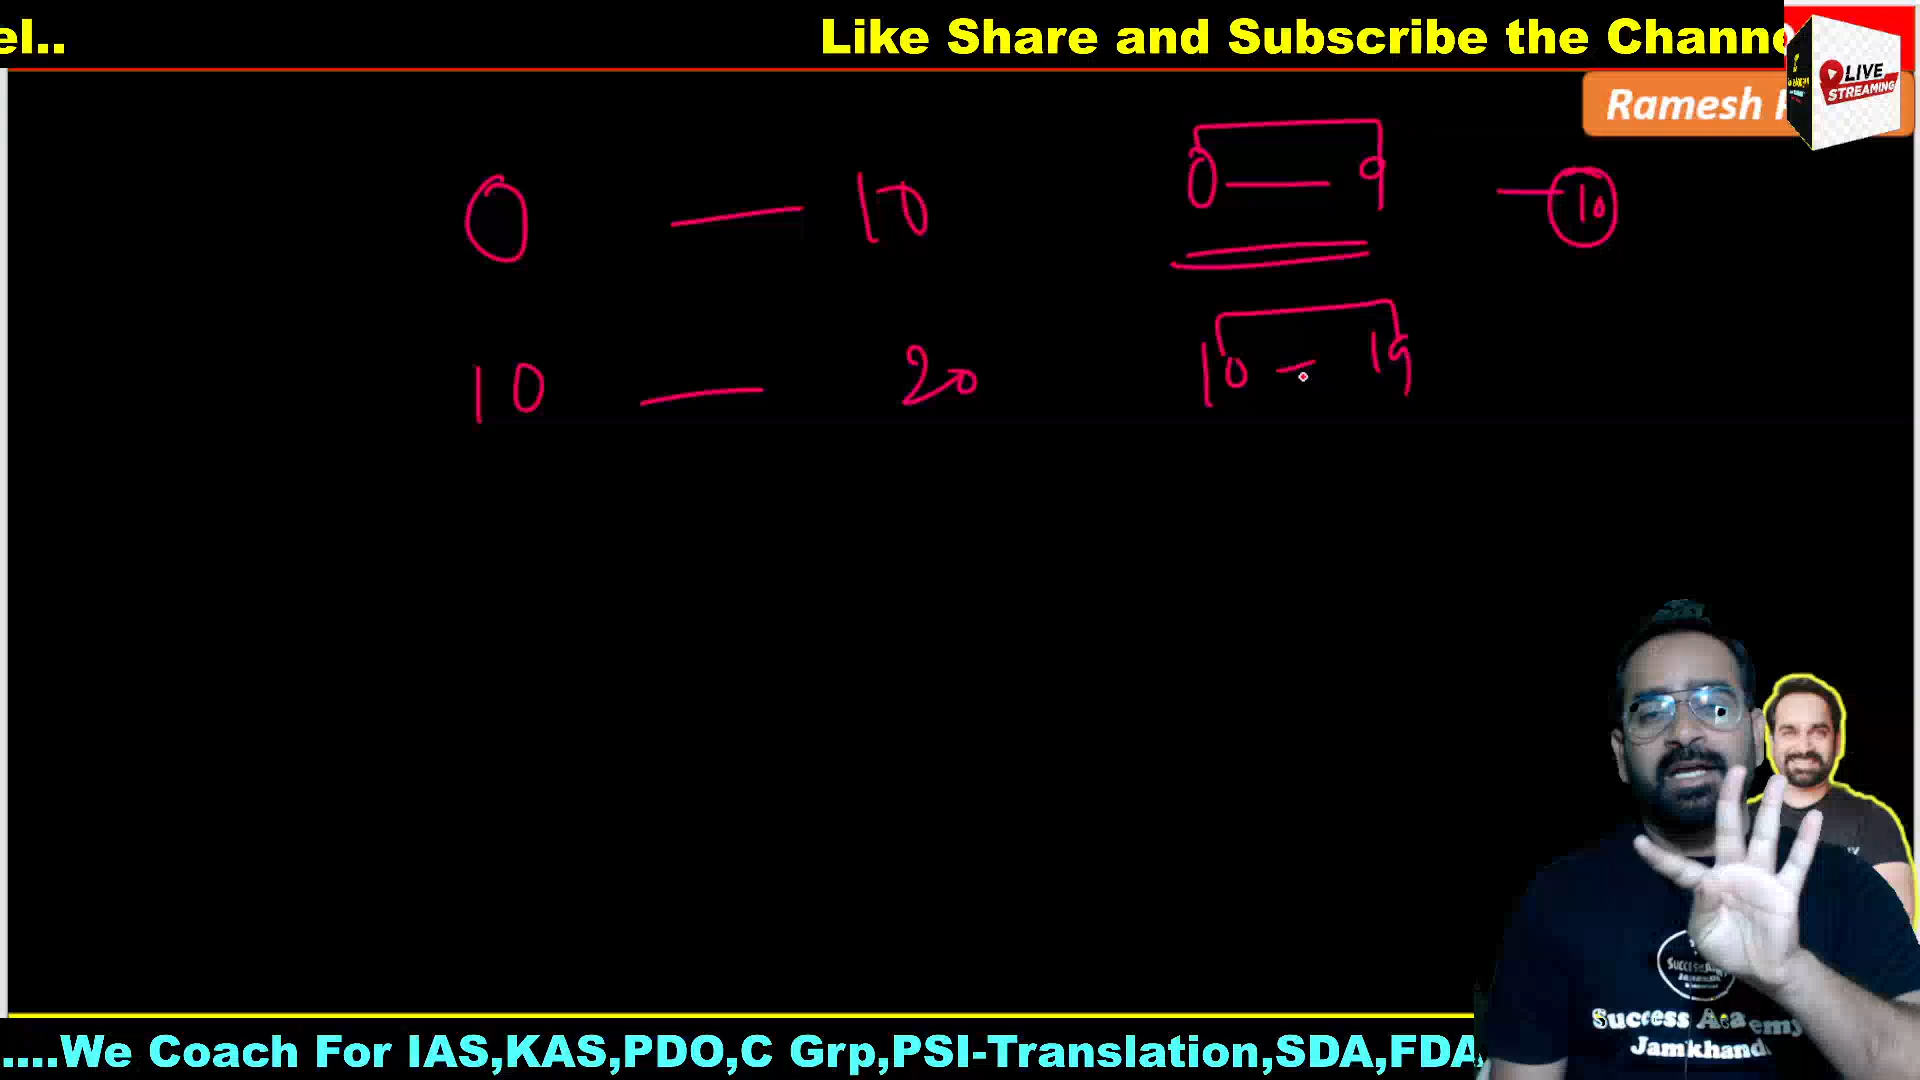 el.. Like Share and Subscribe the Channe
LIVE
STREAMING
Ramesh
0 — 10 0 — 9 — 10
10 — 20 10 – 19
Success Academy
Jamkhand
....We Coach For IAS,KAS,PDO,C Grp,PSI-Translation,SDA,FDA